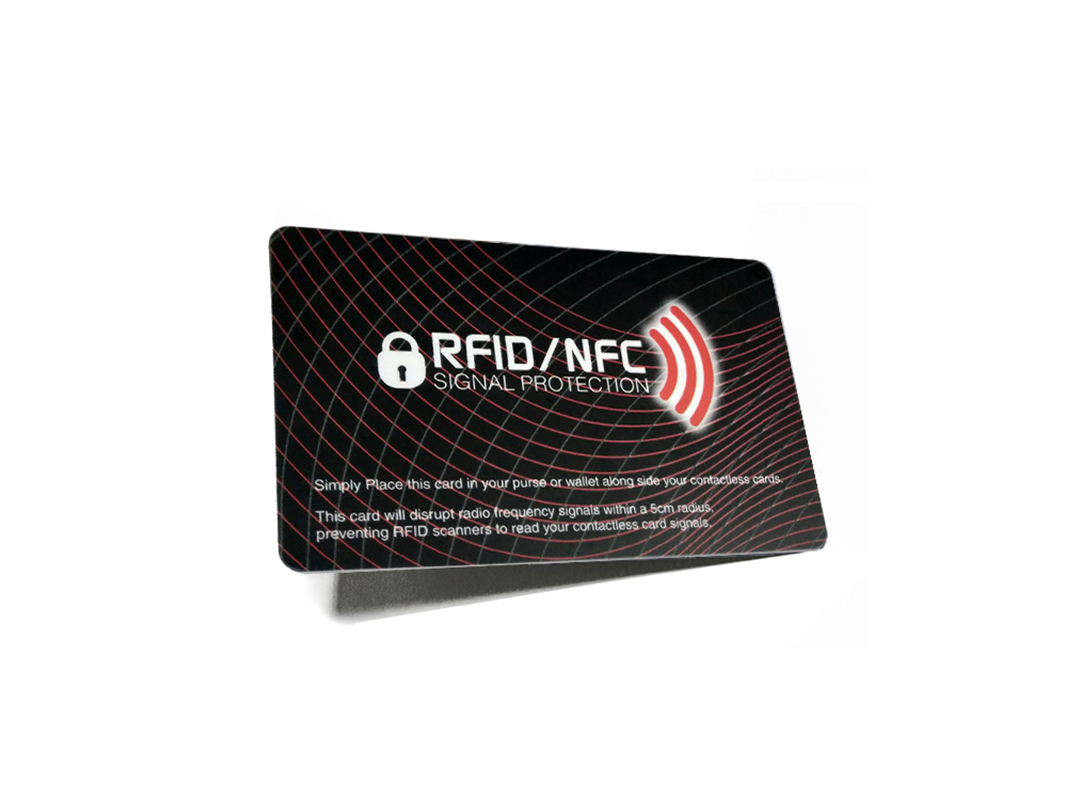 RFID/NFC
SIGNAL PROTECTION
Simply Place this card in your purse or wallet along side your contactless cards.
This card will disrupt radio frequency signals within a 5cm radius,
preventing RFID scanners to read your contactless card signals.